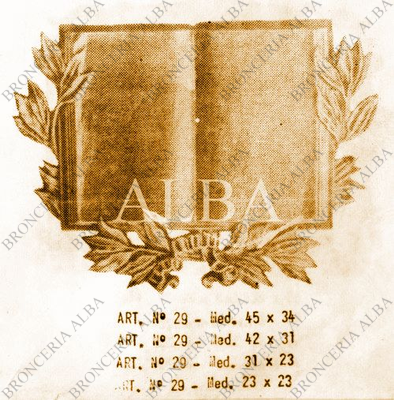 ALBA
ART. Nº 29 - Med. 45 x 34
ART. Nº 29 - Med. 42 x 31
ART. Nº 29 - Med. 31 x 23
ART. Nº 29 - Med. 23 x 23
BRONCERIA ALBA